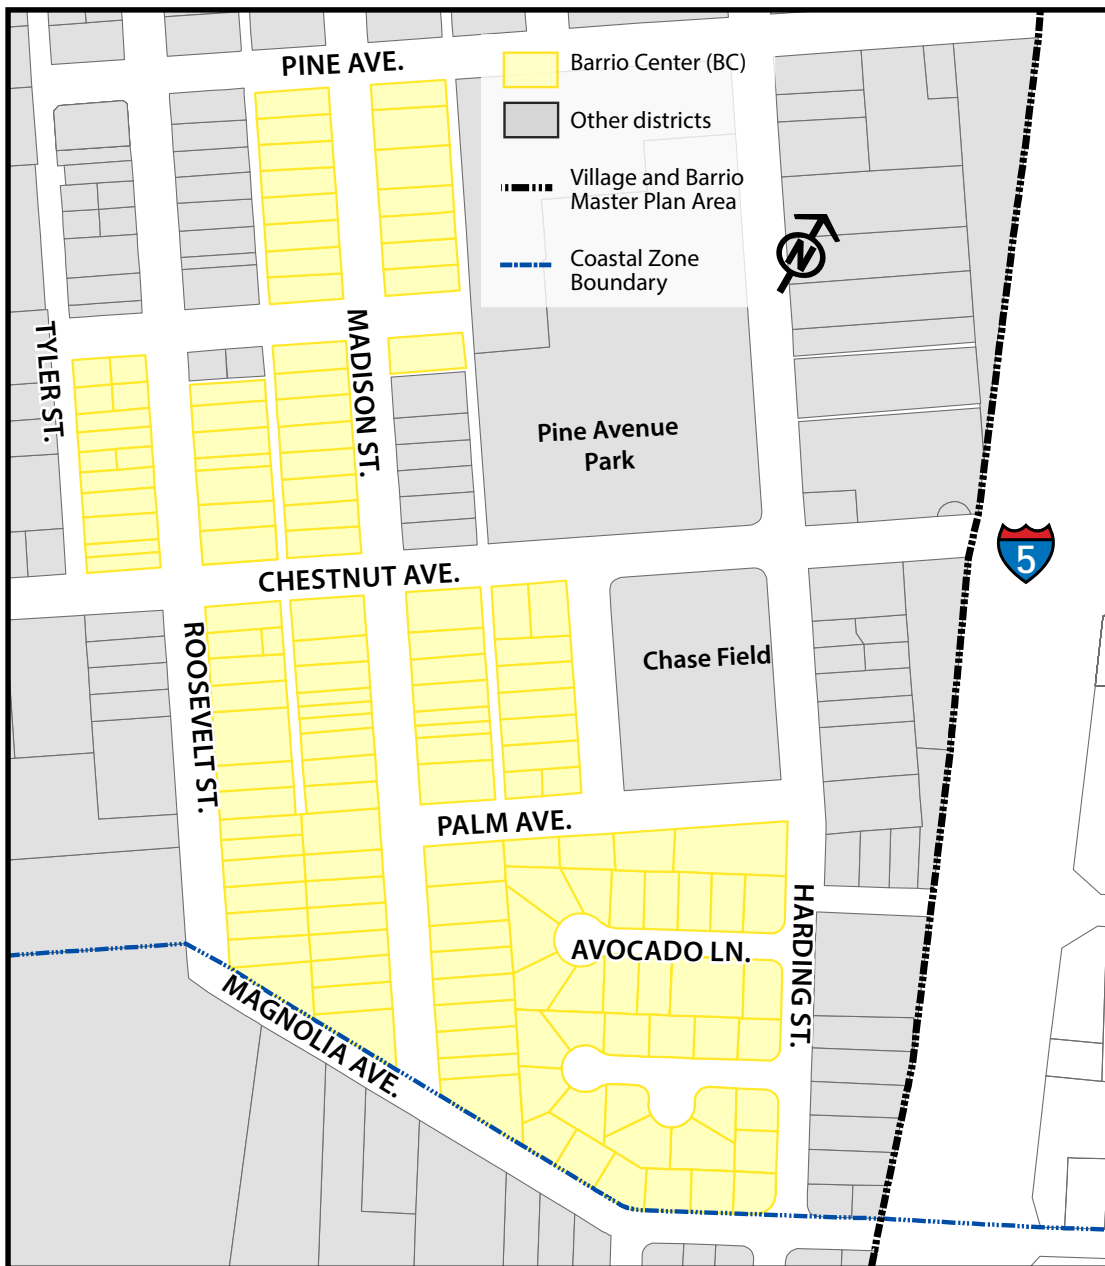 PINE AVE.
Barrio Center (BC)
Other districts
Village and Barrio
Master Plan Area
Coastal Zone
Boundary
N
TYLER ST.
MADISON ST.
Pine Avenue
Park
5
CHESTNUT AVE.
ROOSEVELT ST.
Chase Field
PALM AVE.
HARDING ST.
AVOCADO LN.
MAGNOLIA AVE.